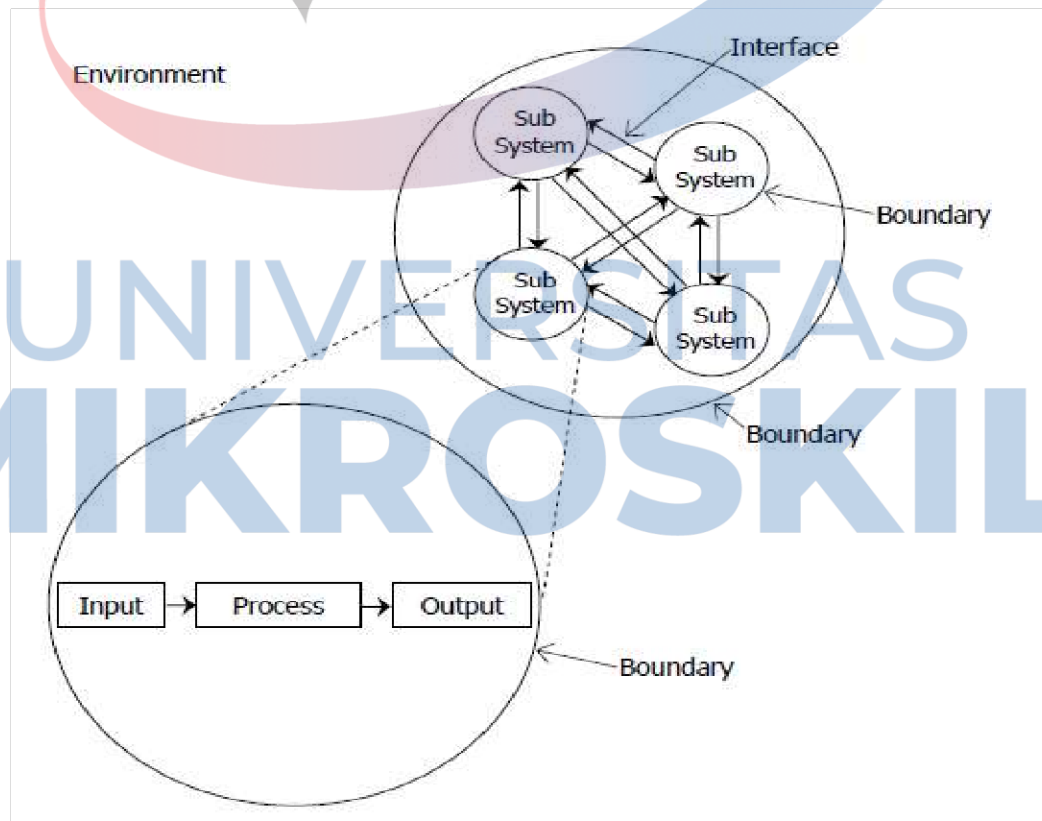 Interface
Environment
Sub
System
Sub
System
Boundary
Sub
System
Sub
System
Boundary
Input
Process
Output
Boundary
UNIVERSITAS
MIKROSKIL